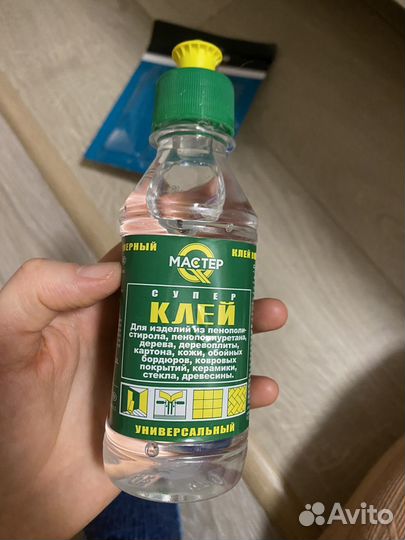 МАСТЕР
СУПЕР
КЛЕЙ
Для изделий из пенополи-
стирола, пенополиуретана,
дерева, деревоплиты,
картона, кожи, обойных
бордюров, ковровых
покрытий, керамики,
стекла, древесины.
УНИВЕРСАЛЬНЫЙ
КЛЕЙ
Avito